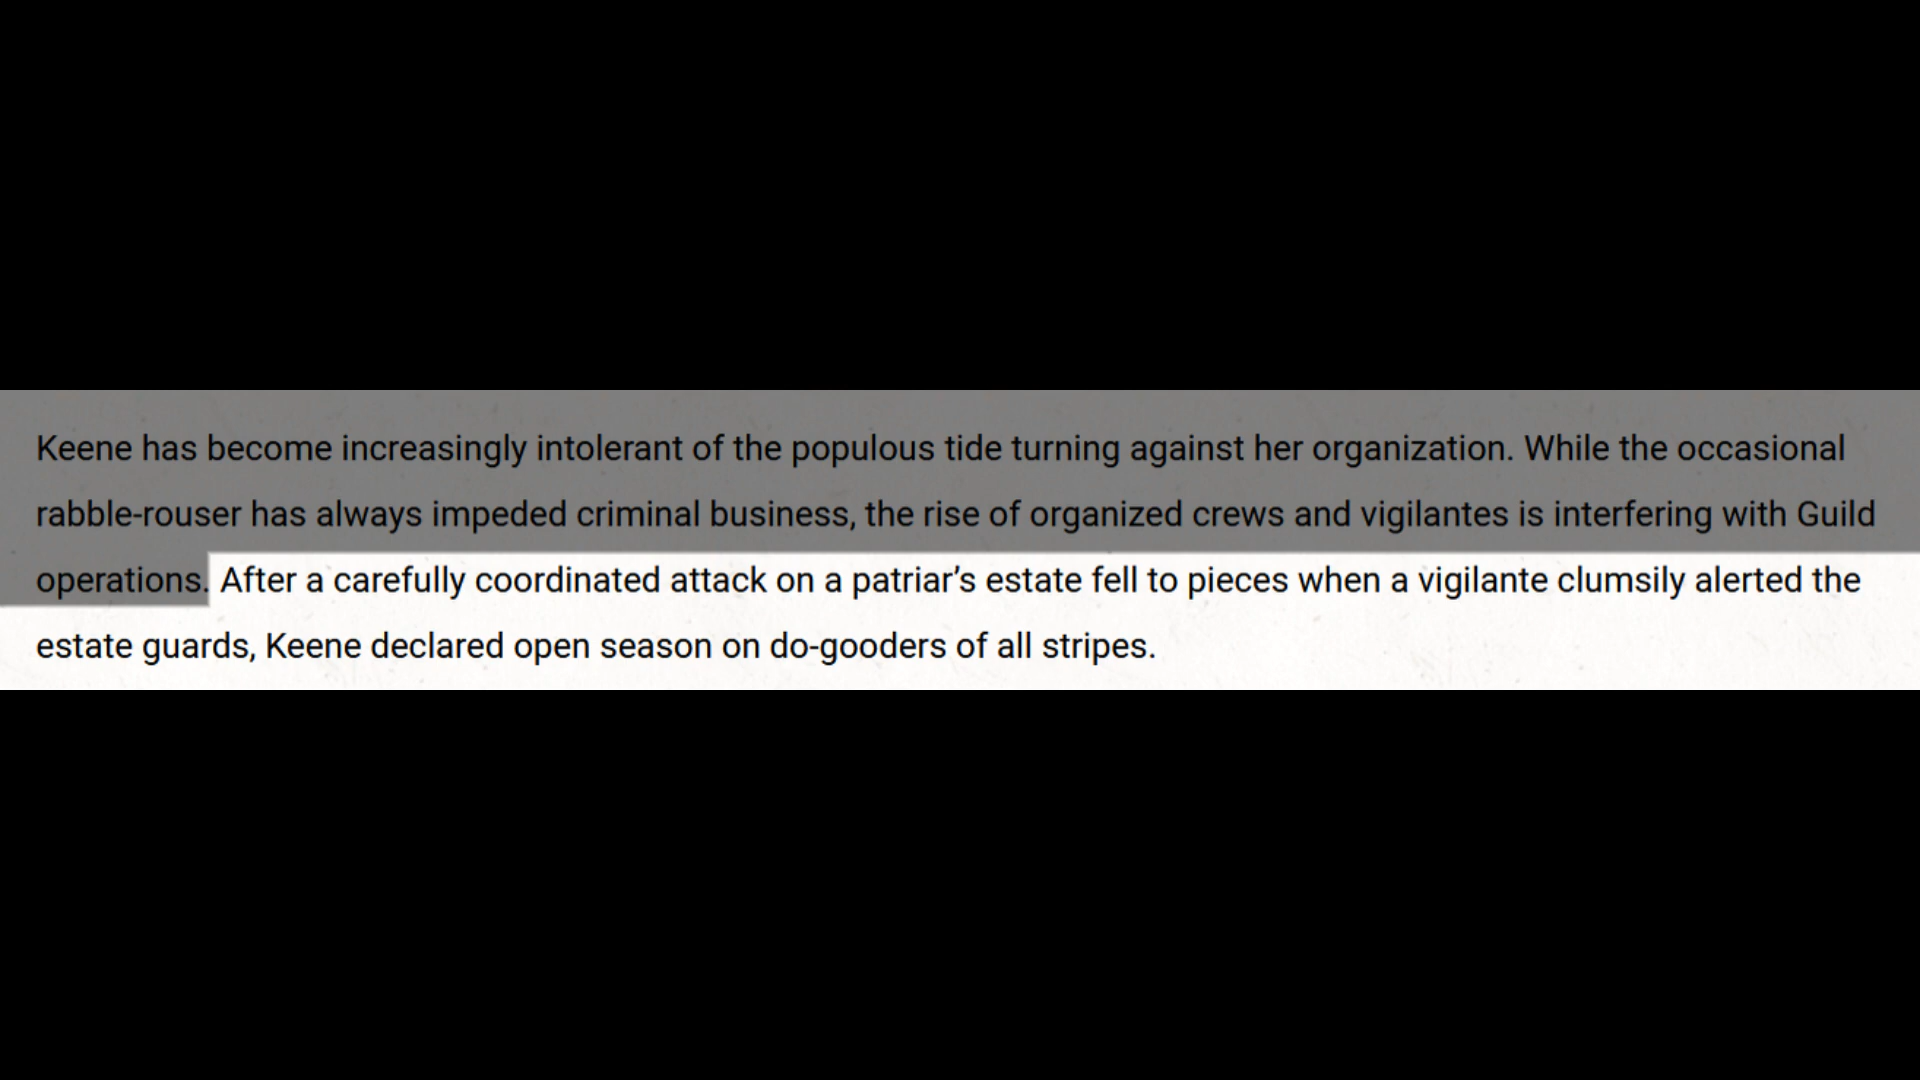 Keene has become increasingly intolerant of the populous tide turning against her organization. While the occasional
rabble-rouser has always impeded criminal business, the rise of organized crews and vigilantes is interfering with Guild
operations. After a carefully coordinated attack on a patriar’s estate fell to pieces when a vigilante clumsily alerted the
estate guards, Keene declared open season on do-gooders of all stripes.